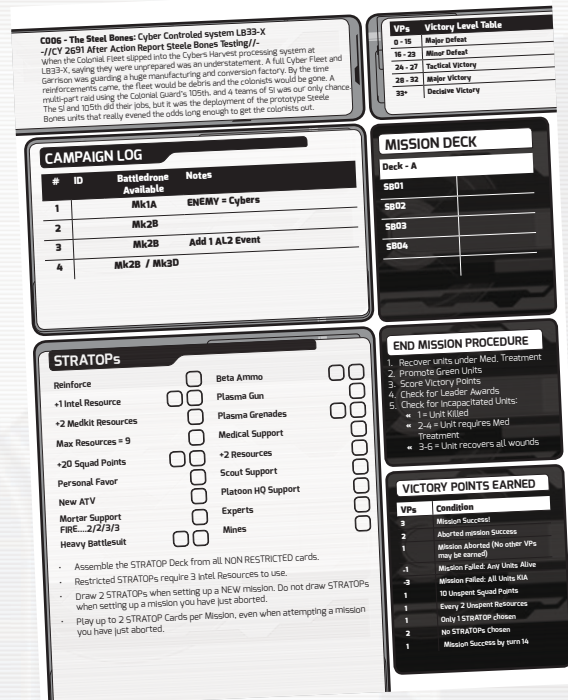 C006 - The Steel Bones: Cyber Controled system LB33-X
-//CY 2691 After Action Report Steele Bones Testing//-
When the Colonial Fleet slipped into the Cybers Harvest processing system at
LB33-X, saying they were unprepared was an understatement. A full Cyber Fleet and
Garrison was guarding a huge manufacturing and conversion factory. By the time
reinforcements came, the fleet would be debris and the colonists would be gone. A
multi-part raid using the Colonial Guard's 105th, and 4 teams of SI was our only chance.
The SI and 105th did their jobs, but it was the deployment of the prototype Steele
Bones units that really evened the odds long enough to get the colonists out.
VPs Victory Level Table
0 - 15 Major Defeat
16 - 23 Minor Defeat
24 - 27 Tactical Victory
28 - 32 Major Victory
33+ Decisive Victory
CAMPAIGN LOG
# ID Battledrone Notes
Available
1 Mk1A ENEMY = Cybers
2 Mk2B
3 Mk2B Add 1 AL2 Event
4 Mk2B / Mk3D
MISSION DECK
Deck - A
SB01
SB02
SB03
SB04
STRATOPs
Reinforce
+1 Intel Resource
+2 Medkit Resources
Max Resources = 9
+20 Squad Points
Personal Favor
New ATV
Mortar Support
FIRE....2/2/3/3
Heavy Battlesuit
Beta Ammo
Plasma Gun
Plasma Grenades
Medical Support
+2 Resources
Scout Support
Platoon HQ Support
Experts
Mines
· Assemble the STRATOP Deck from all NON RESTRICTED cards.
· Restricted STRATOPs require 3 Intel Resources to use.
· Draw 2 STRATOPs when setting up a NEW mission. Do not draw STRATOPs
when setting up a mission you have just aborted.
· Play up to 2 STRATOP Cards per Mission, even when attempting a mission
you have just aborted.
END MISSION PROCEDURE
1. Recover units under Med. Treatment
2. Promote Green Units
3. Score Victory Points
4. Check for Leader Awards
5. Check for Incapacitated Units:
« 1 = Unit Killed
« 2-4 = Unit requires Med
Treatment
« 3-6 = Unit recovers all wounds
VICTORY POINTS EARNED
VPs Condition
3 Mission Success!
2 Aborted mission Success
1 Mission Aborted (No other VPs
may be earned)
-1 Mission Failed: Any Units Alive
-3 Mission Failed: All Units KIA
1 10 Unspent Squad Points
1 Every 2 Unspent Resources
1 Only 1 STRATOP chosen
2 No STRATOPs Chosen
1 Mission Success by turn 14